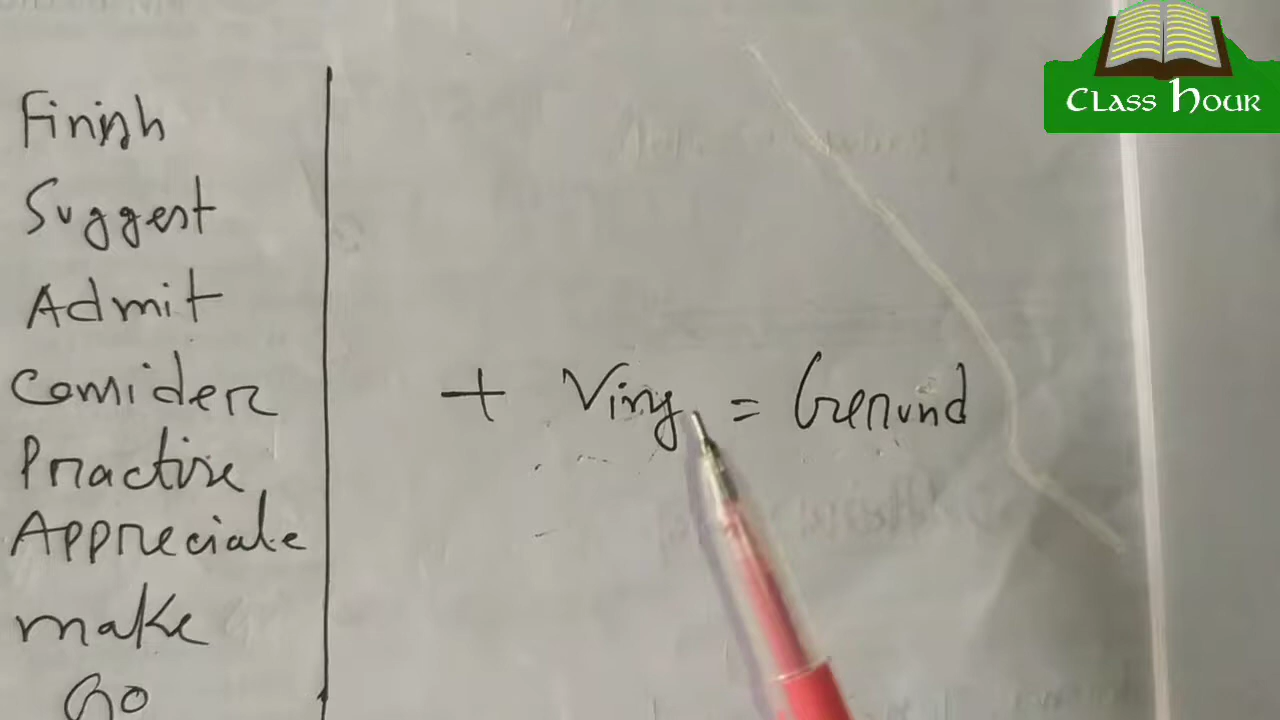 CLASS HOUR
Finish
Suggest
Admit
Consider
+ Ving = Gerund
Practise
Appreciate
make
Go